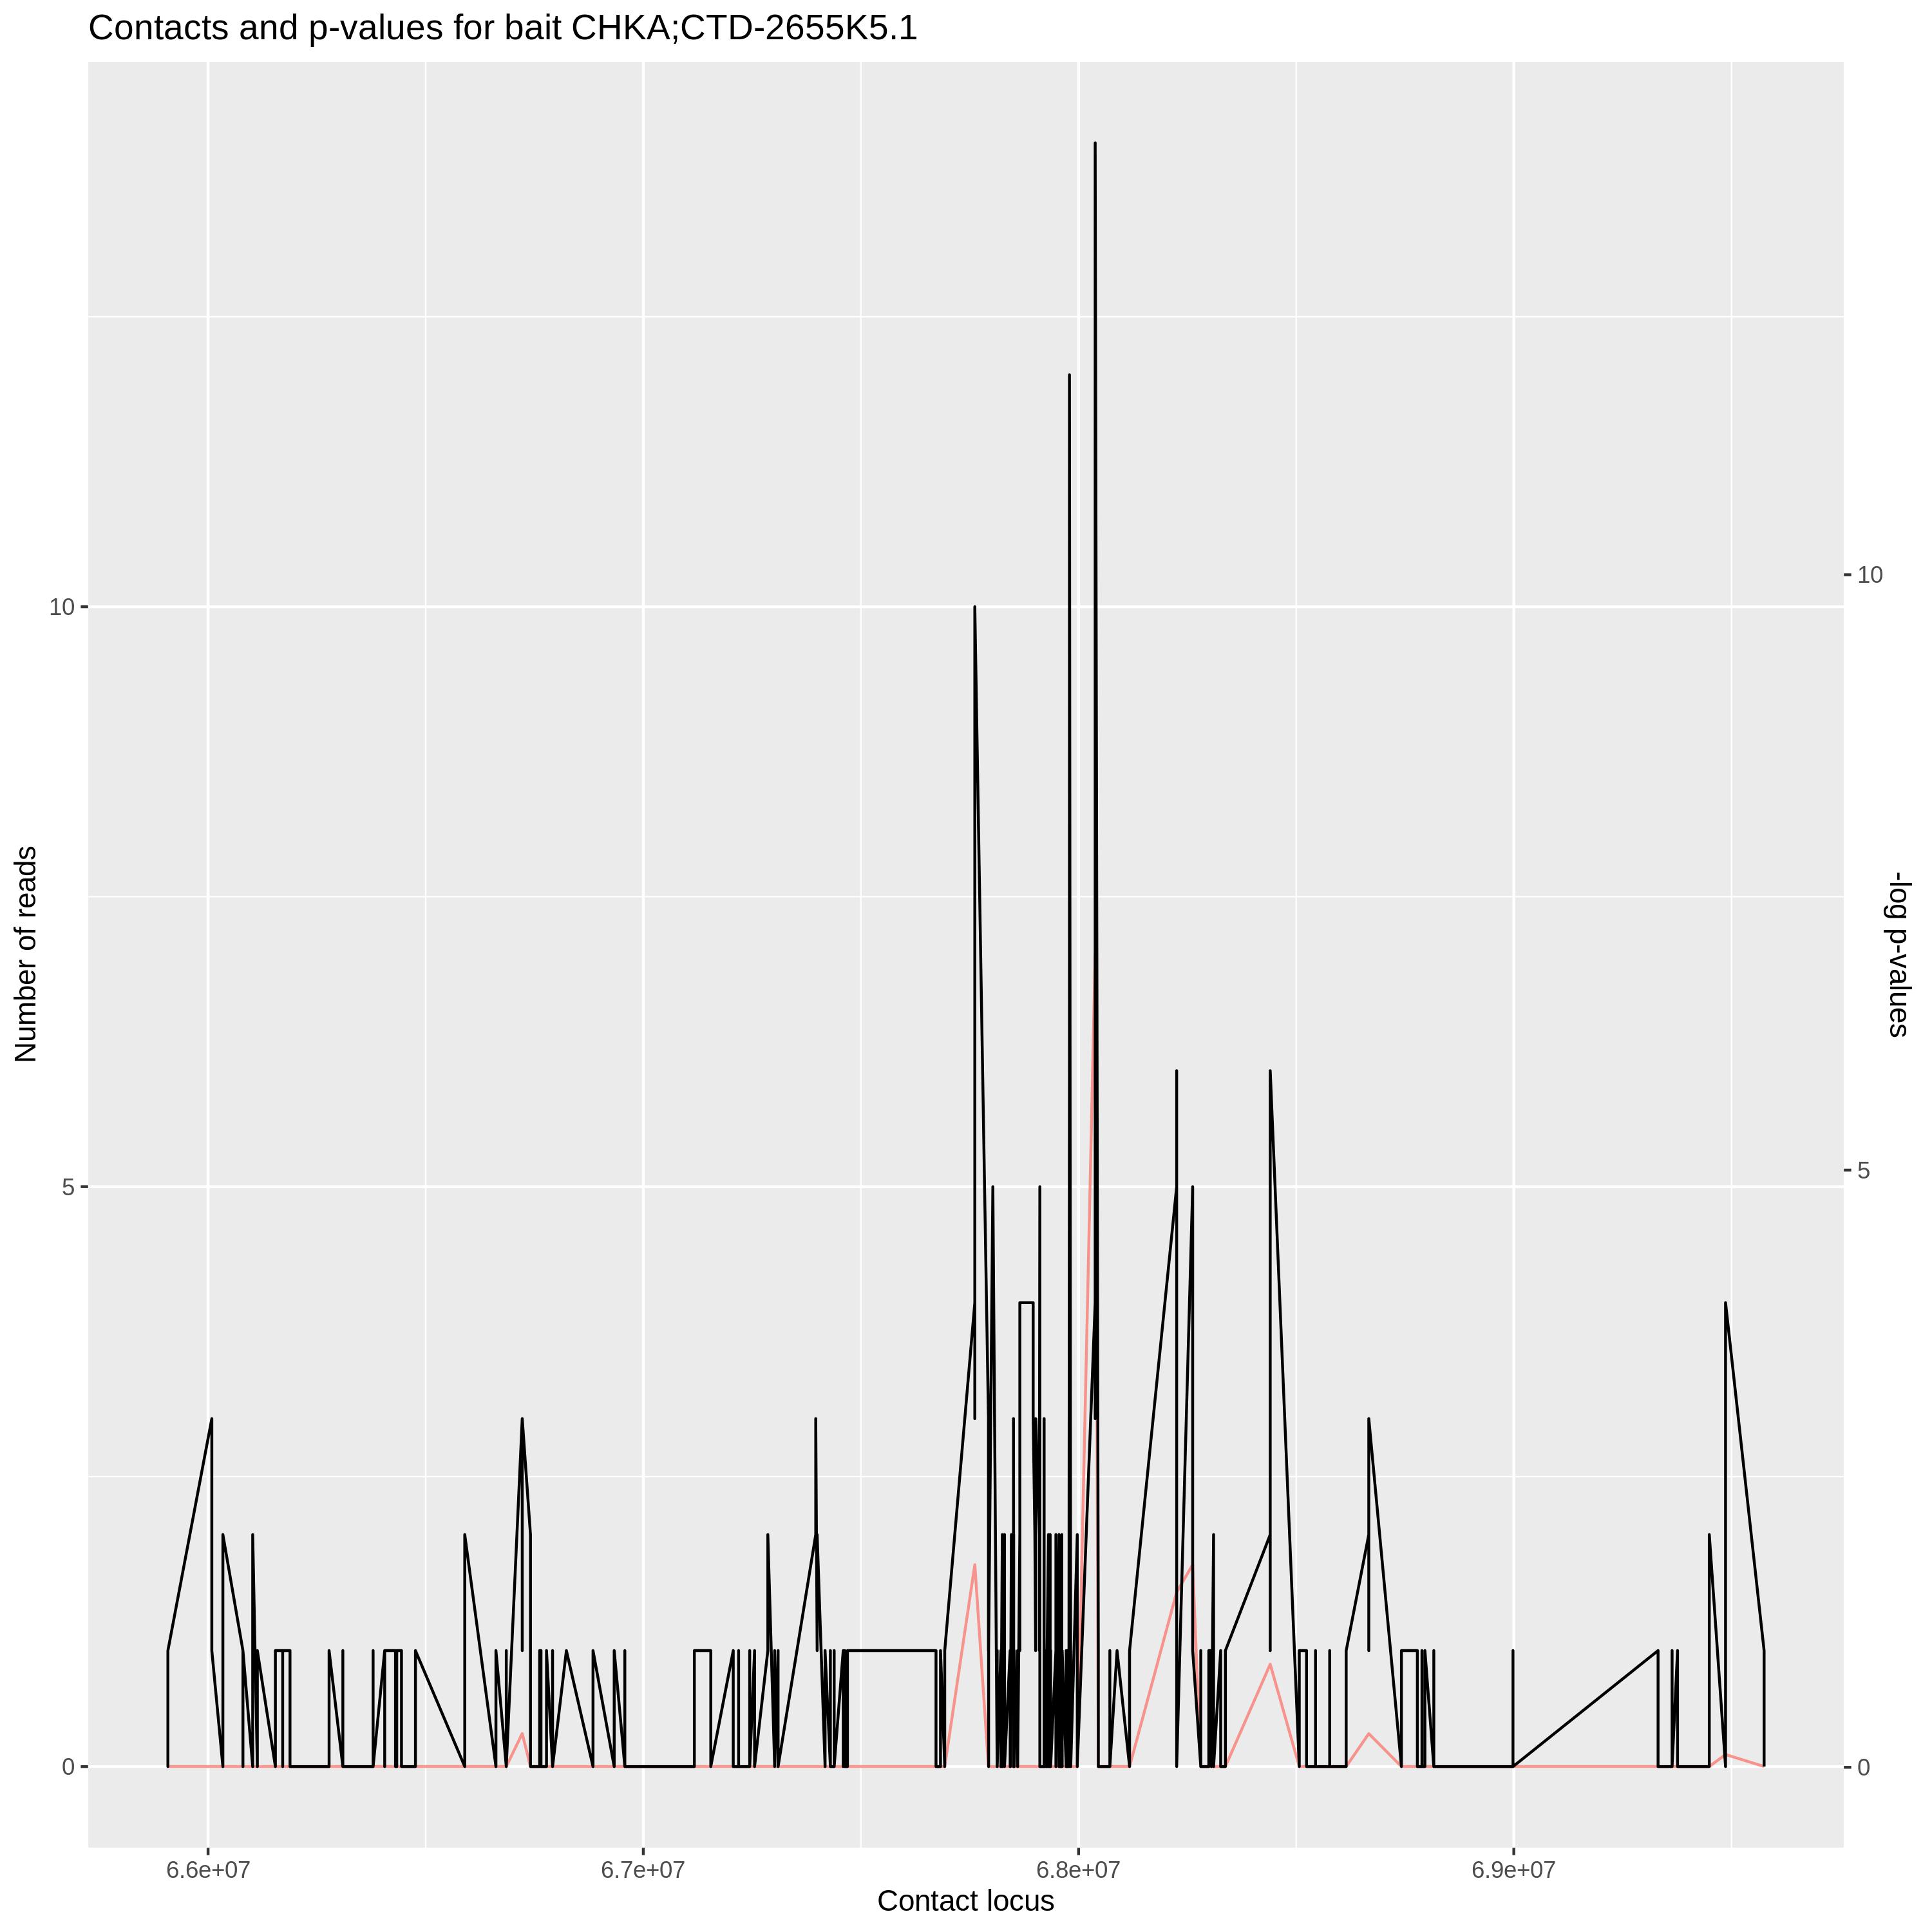 Contacts and p-values for bait CHKA;CTD-2655K5.1
Number of reads
10
5
0
10
5
0
-log p-values
6.6e+07 6.7e+07 6.8e+07 6.9e+07
Contact locus